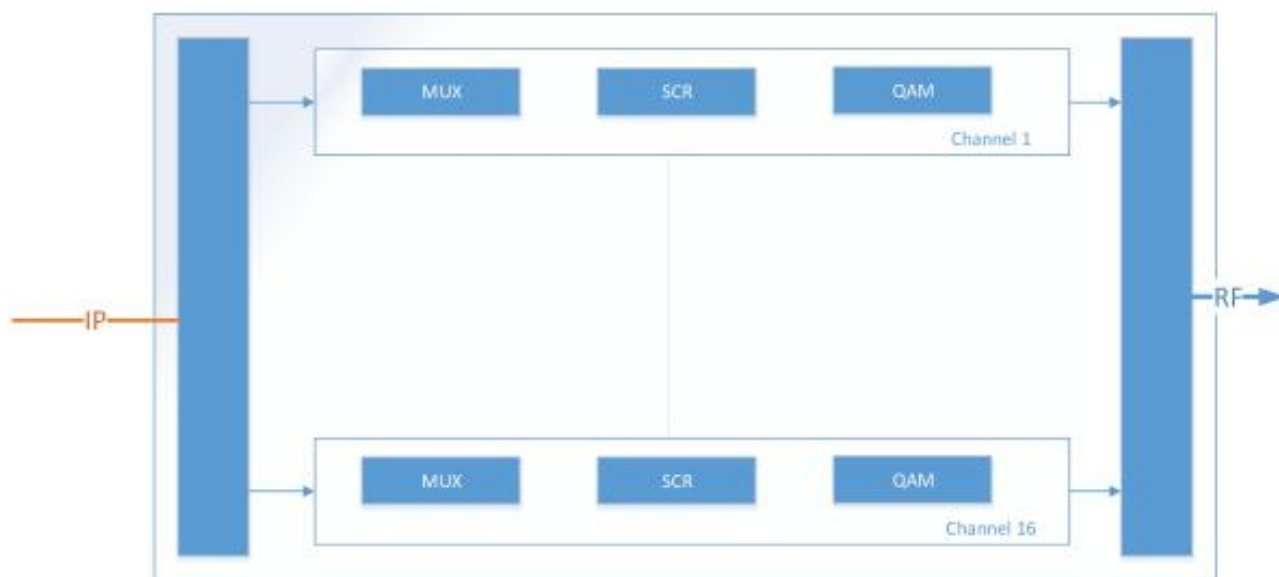 MUX SCR QAM
Channel 1
IP
RF
MUX SCR QAM
Channel 16